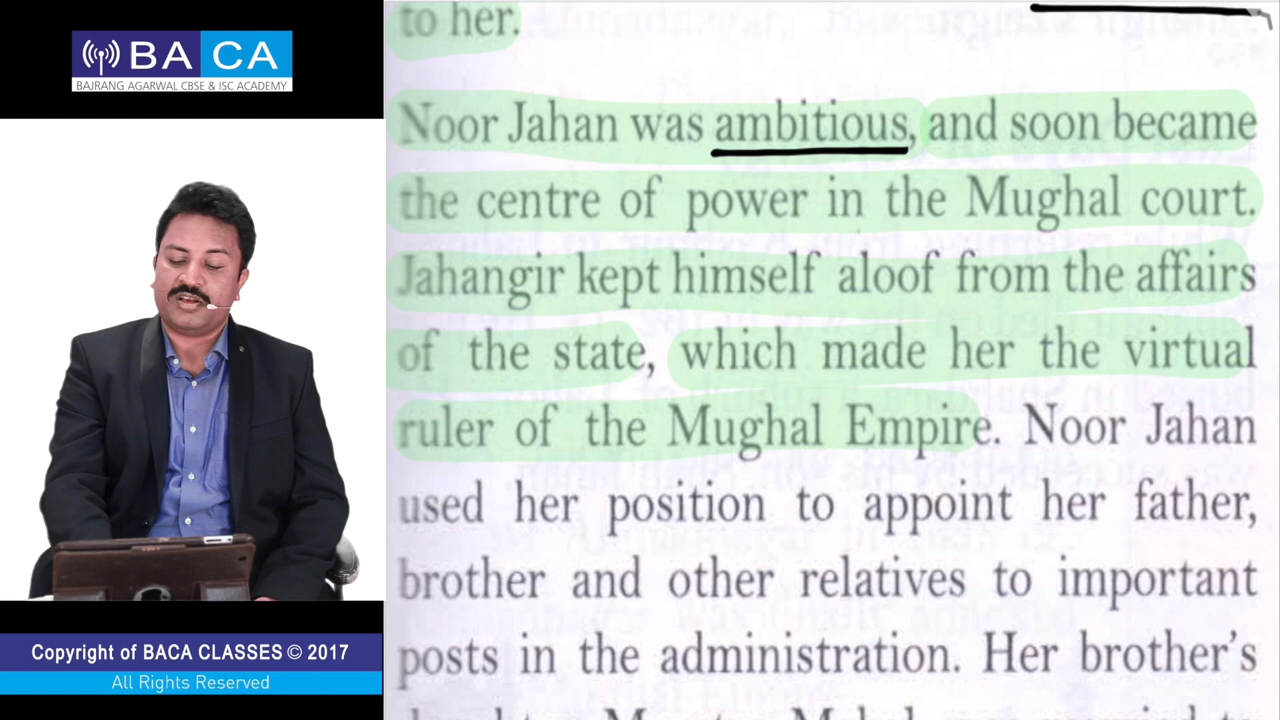 BA CA
BAJRANG AGARWAL CBSE & ISC ACADEMY
to her.
Noor Jahan was ambitious, and soon became
the centre of power in the Mughal court.
Jahangir kept himself aloof from the affairs
of the state, which made her the virtual
ruler of the Mughal Empire. Noor Jahan
used her position to appoint her father,
brother and other relatives to important
posts in the administration. Her brother's
Copyright of BACA CLASSES © 2017
All Rights Reserved